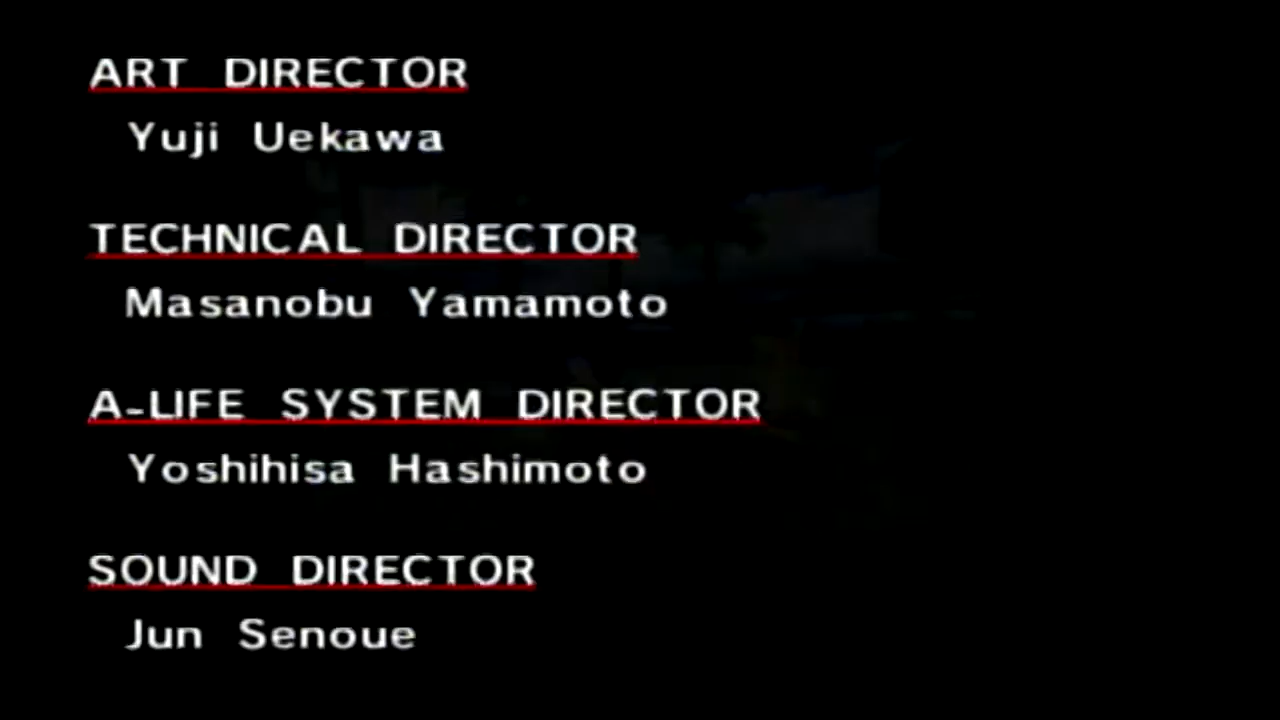 ART DIRECTOR
Yuji Uekawa
TECHNICAL DIRECTOR
Masanobu Yamamoto
A-LIFE SYSTEM DIRECTOR
Yoshihisa Hashimoto
SOUND DIRECTOR
Jun Senoue